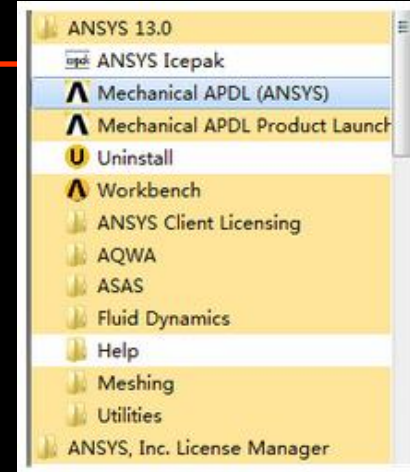 ANSYS 13.0
ANSYS Icepak
Mechanical APDL (ANSYS)
Mechanical APDL Product Launch
Uninstall
Workbench
ANSYS Client Licensing
AQWA
ASAS
Fluid Dynamics
Help
Meshing
Utilities
ANSYS, Inc. License Manager